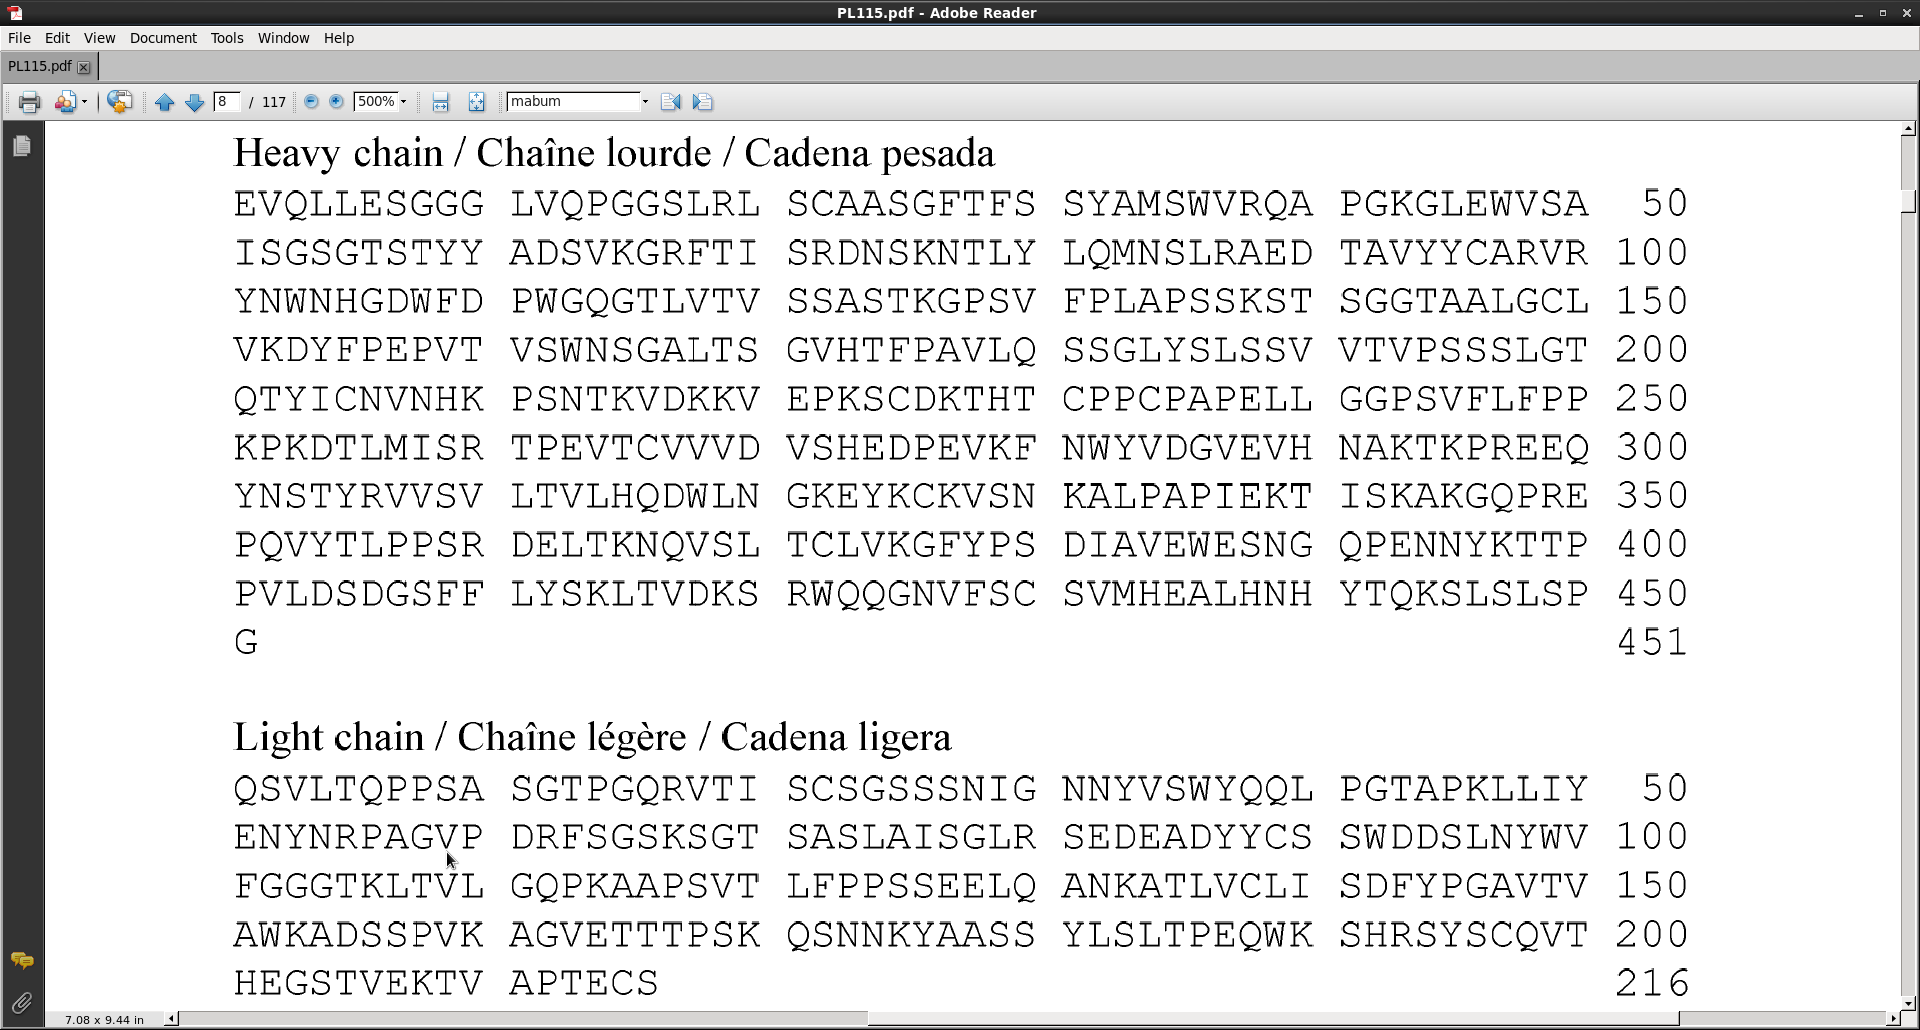 PL115.pdf - Adobe Reader
File Edit View Document Tools Window Help
PL115.pdf
8 / 117 500% mabum
Heavy chain / Chaîne lourde / Cadena pesada
EVQLLESGGG LVQPGGSLRL SCAASGFTFS SYAMSWVRQA PGKGLEWVSA 50
ISGSGTSTYY ADSVKGRFTI SRDNSKNTLY LQMNSLRAED TAVYYCARVR 100
YNWNHGDWFD PWGQGTLVTV SSASTKGPSV FPLAPSSKST SGGTAALGCL 150
VKDYFPEPVT VSWNSGALTS GVHTFPAVLQ SSGLYSLSSV VTVPSSSLGT 200
QTYICNVNHK PSNTKVDKKV EPKSCDKTHT CPPCPAPELL GGPSVFLFPP 250
KPKDTLMISR TPEVTCVVVD VSHEDPEVKF NWYVDGVEVH NAKTKPREEQ 300
YNSTYRVVSV LTVLHQDWLN GKEYKCKVSN KALPAPIEKT ISKAKGQPRE 350
PQVYTLPPSR DELTKNQVSL TCLVKGFYPS DIAVEWESNG QPENNYKTTP 400
PVLDSDGSFF LYSKLTVDKS RWQQGNVFSC SVMHEALHNH YTQKSLSLSP 450
G 451
Light chain / Chaîne légère / Cadena ligera
QSVLTQPPSA SGTPGQRVTI SCSGSSSNIG NNYVSWYQQL PGTAPKLLIY 50
ENYNRPAGVP DRFSGSKSGT SASLAISGLR SEDEADYYCS SWDDSLNYWV 100
FGGGTKLTVL GQPKAAPSVT LFPPSSEELQ ANKATLVCLI SDFYPGAVTV 150
AWKADSSPVK AGVETTTPSK QSNNKYAASS YLSLTPEQWK SHRSYSCQVT 200
HEGSTVEKTV APTECS 216
7.08 x 9.44 in